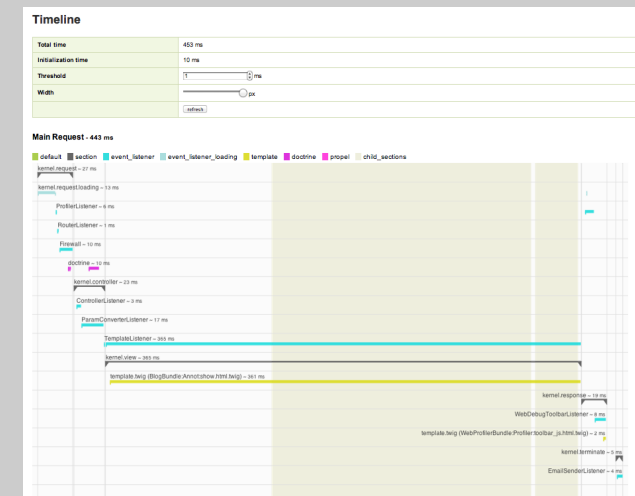 Timeline
Total time 453 ms
Initialization time 10 ms
Threshold 1 ms
Width px
refresh
Main Request - 443 ms
default section event_listener event_listener_loading template doctrine propel child_sections
kernel.request ~ 27 ms
kernel.request.loading ~ 13 ms
ProfilerListener ~ 6 ms
RouterListener ~ 1 ms
Firewall ~ 10 ms
doctrine ~ 10 ms
kernel.controller ~ 23 ms
ControllerListener ~ 3 ms
ParamConverterListener ~ 17 ms
TemplateListener ~ 365 ms
kernel.view ~ 365 ms
template.twig (BlogBundle:Annot:show.html.twig) ~ 361 ms
kernel.response ~ 19 ms
WebDebugToolbarListener ~ 8 ms
template.twig (WebProfilerBundle:Profiler:toolbar_js.html.twig) ~ 2 ms
kernel.terminate ~ 5 ms
EmailSenderListener ~ 4 ms